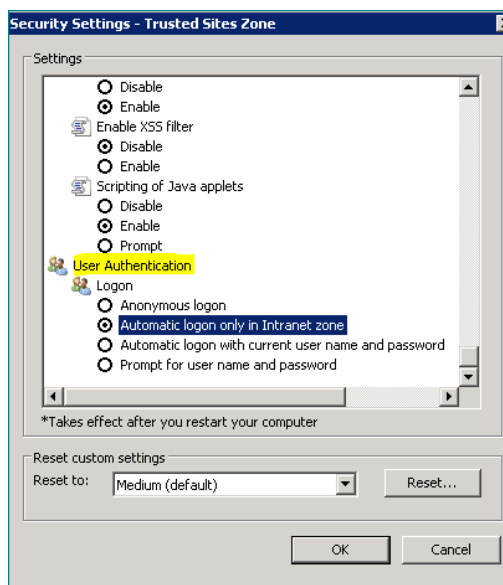 Security Settings - Trusted Sites Zone
Settings
Disable
Enable
Enable XSS filter
Disable
Enable
Scripting of Java applets
Disable
Enable
Prompt
User Authentication
Logon
Anonymous logon
Automatic logon only in Intranet zone
Automatic logon with current user name and password
Prompt for user name and password
*Takes effect after you restart your computer
Reset custom settings
Reset to:
Medium (default)
Reset...
OK
Cancel